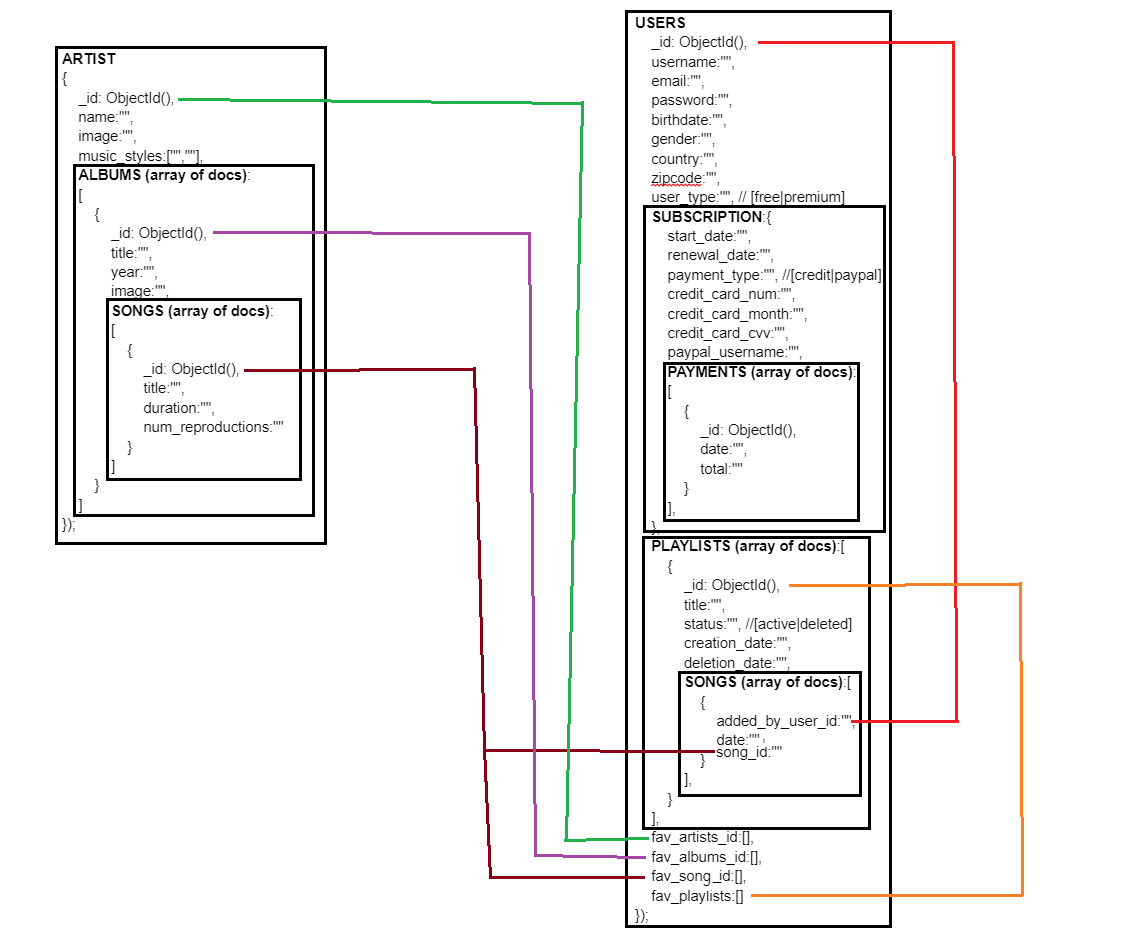 ARTIST
{
_id: ObjectId(),
name:"",
image:"",
music_styles:["",""],
ALBUMS (array of docs):
[
{
_id: ObjectId(),
title:"",
year:"",
image:"",
SONGS (array of docs):
[
{
_id: ObjectId(),
title:"",
duration:"",
num_reproductions:""
}
]
}
]
});
USERS
_id: ObjectId(),
username:"",
email:"",
password:"",
birthdate:"",
gender:"",
country:"",
zipcode:"",
user_type:"", // [free|premium]
SUBSCRIPTION:{
start_date:"",
renewal_date:"",
payment_type:"", //[credit|paypal]
credit_card_num:"",
credit_card_month:"",
credit_card_cvv:"",
paypal_username:"",
PAYMENTS (array of docs):
[
{
_id: ObjectId(),
date:"",
total:""
}
],
},
PLAYLISTS (array of docs):[
{
_id: ObjectId(),
title:"",
status:"", //[active|deleted]
creation_date:"",
deletion_date:"",
SONGS (array of docs):[
{
added_by_user_id:"",
date:"",
song_id:""
}
],
}
],
fav_artists_id:[],
fav_albums_id:[],
fav_song_id:[],
fav_playlists:[]
});